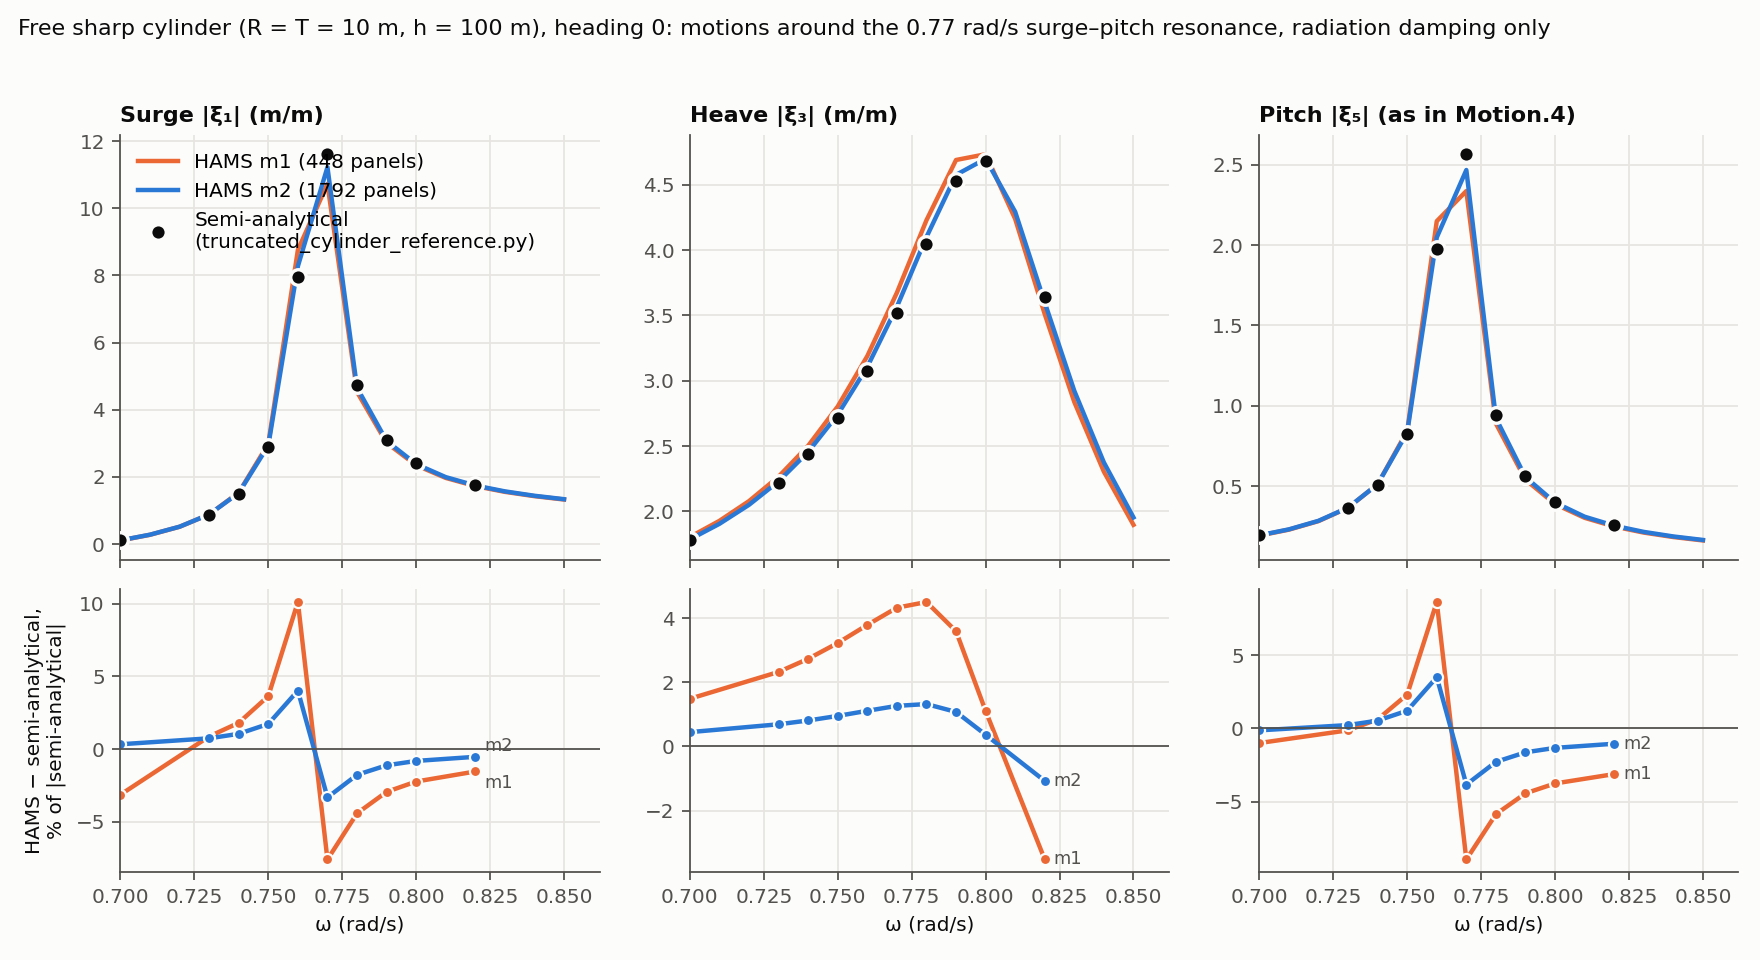 Free sharp cylinder (R = T = 10 m, h = 100 m), heading 0: motions around the 0.77 rad/s surge–pitch resonance, radiation damping only
Surge |ξ₁| (m/m)
12
10
8
6
4
2
0
HAMS m1 (448 panels)
HAMS m2 (1792 panels)
Semi-analytical
(truncated_cylinder_reference.py)
Heave |ξ₃| (m/m)
4.5
4.0
3.5
3.0
2.5
2.0
Pitch |ξ₅| (as in Motion.4)
2.5
2.0
1.5
1.0
0.5
HAMS − semi-analytical,
% of |semi-analytical|
10
5
0
−5
m2
m1
0.700 0.725 0.750 0.775 0.800 0.825 0.850
ω (rad/s)
4
2
0
−2
m2
m1
0.700 0.725 0.750 0.775 0.800 0.825 0.850
ω (rad/s)
5
0
−5
m2
m1
0.700 0.725 0.750 0.775 0.800 0.825 0.850
ω (rad/s)